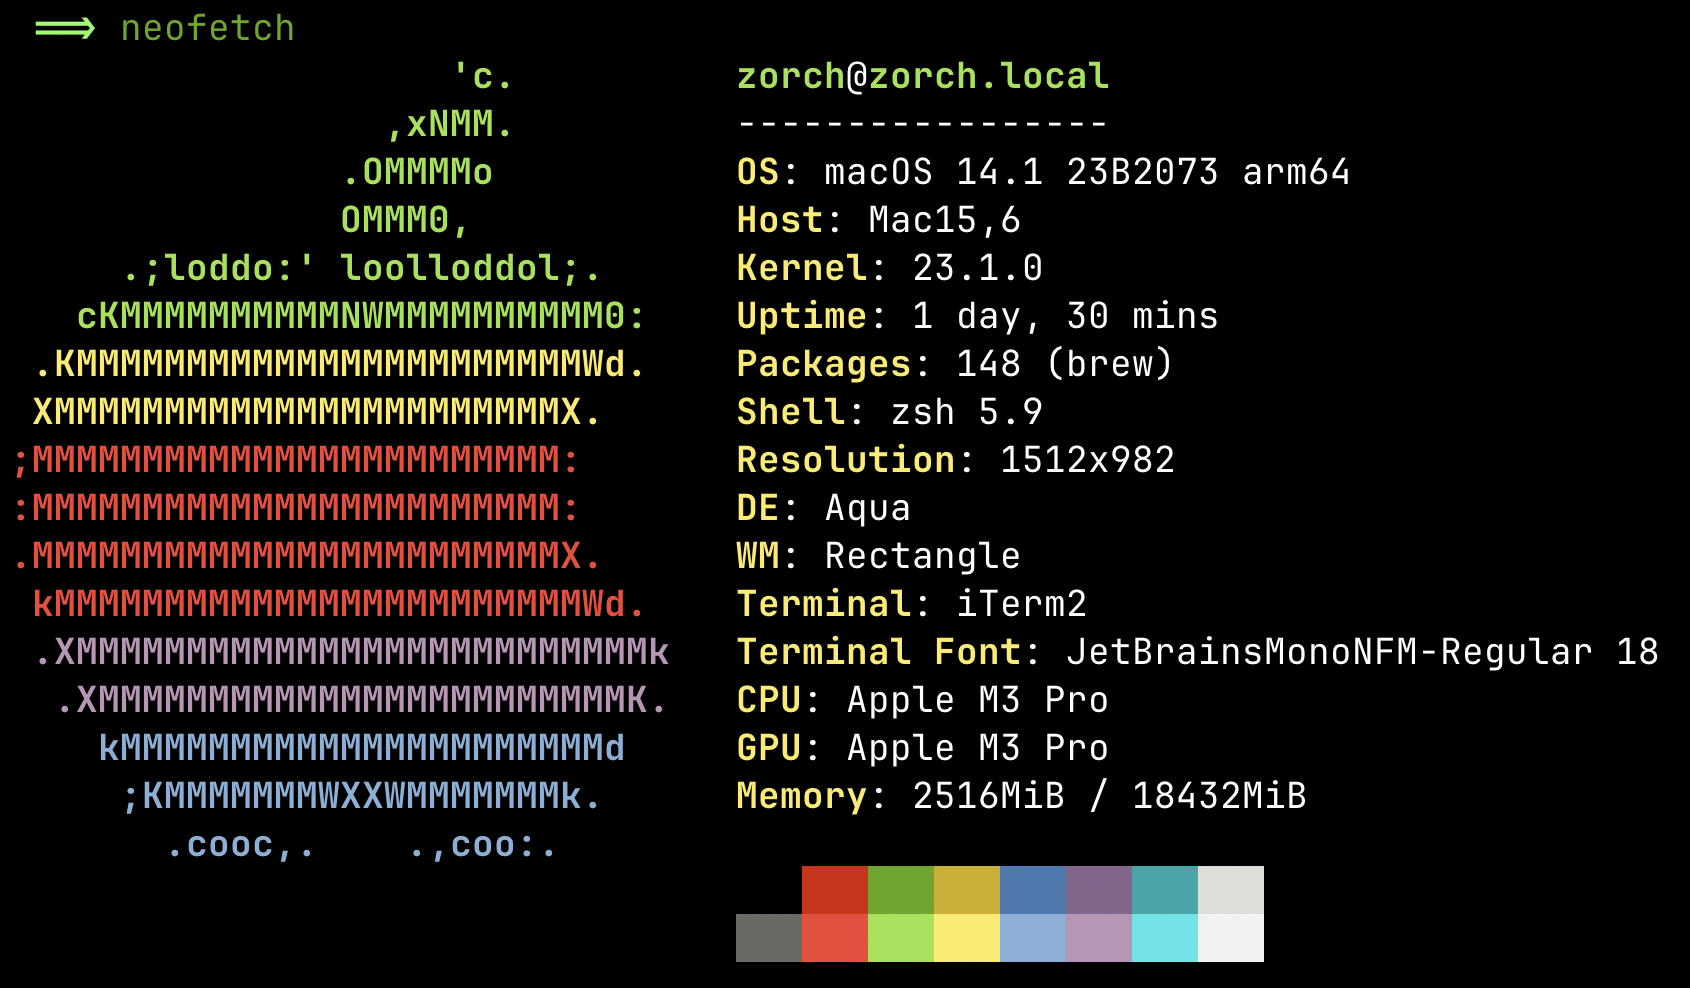 ⟹ neofetch
                    'c.          zorch@zorch.local
                 ,xNMM.          -----------------
               .OMMMMo           OS: macOS 14.1 23B2073 arm64
               OMMM0,            Host: Mac15,6
     .;loddo:' loolloddol;.      Kernel: 23.1.0
   cKMMMMMMMMMMNWMMMMMMMMMM0:    Uptime: 1 day, 30 mins
 .KMMMMMMMMMMMMMMMMMMMMMMMWd.    Packages: 148 (brew)
 XMMMMMMMMMMMMMMMMMMMMMMMX.      Shell: zsh 5.9
;MMMMMMMMMMMMMMMMMMMMMMMM:       Resolution: 1512x982
:MMMMMMMMMMMMMMMMMMMMMMMM:       DE: Aqua
.MMMMMMMMMMMMMMMMMMMMMMMMX.      WM: Rectangle
 kMMMMMMMMMMMMMMMMMMMMMMMMWd.    Terminal: iTerm2
 .XMMMMMMMMMMMMMMMMMMMMMMMMMMk   Terminal Font: JetBrainsMonoNFM-Regular 18
  .XMMMMMMMMMMMMMMMMMMMMMMMMK.   CPU: Apple M3 Pro
    kMMMMMMMMMMMMMMMMMMMMMMd     GPU: Apple M3 Pro
     ;KMMMMMMMWXXWMMMMMMMk.      Memory: 2516MiB / 18432MiB
       .cooc,.    .,coo:.